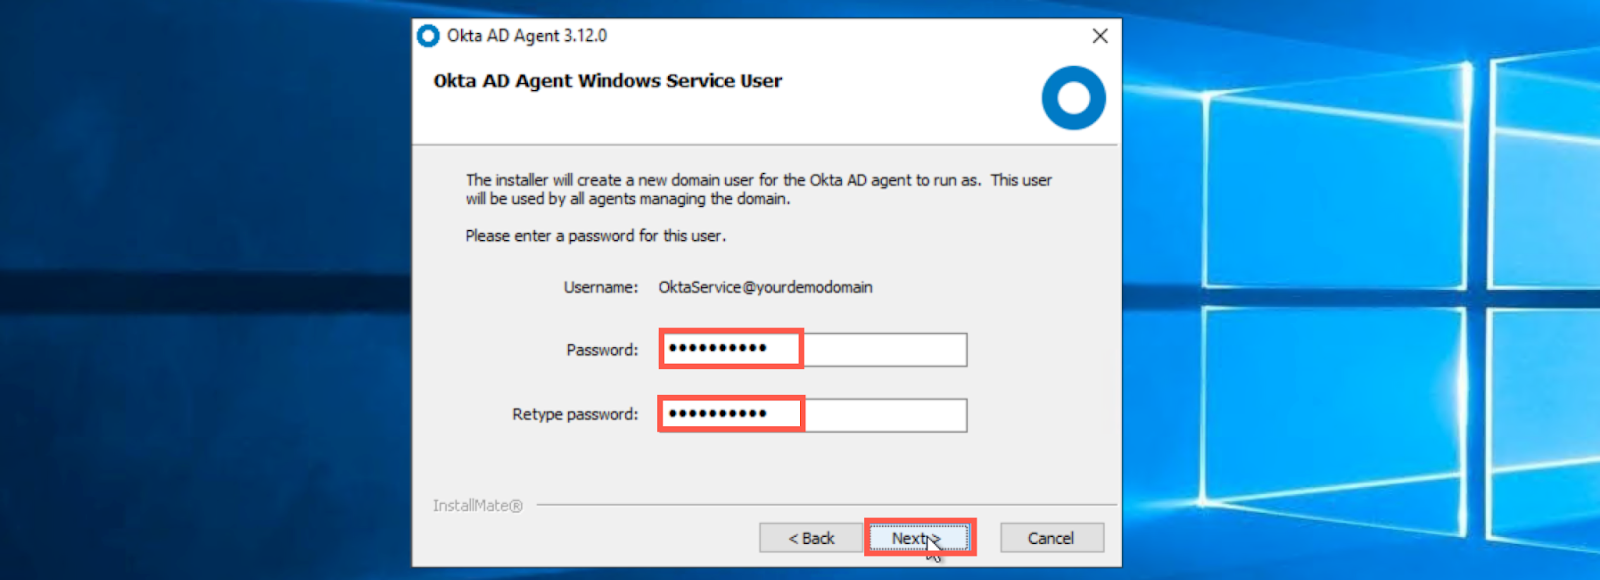 Okta AD Agent 3.12.0
Okta AD Agent Windows Service User
The installer will create a new domain user for the Okta AD agent to run as.  This user
will be used by all agents managing the domain.
Please enter a password for this user.
Username: OktaService@yourdemodomain
Password: ●●●●●●●●●●
Retype password: ●●●●●●●●●●
InstallMate®
< Back Next > Cancel